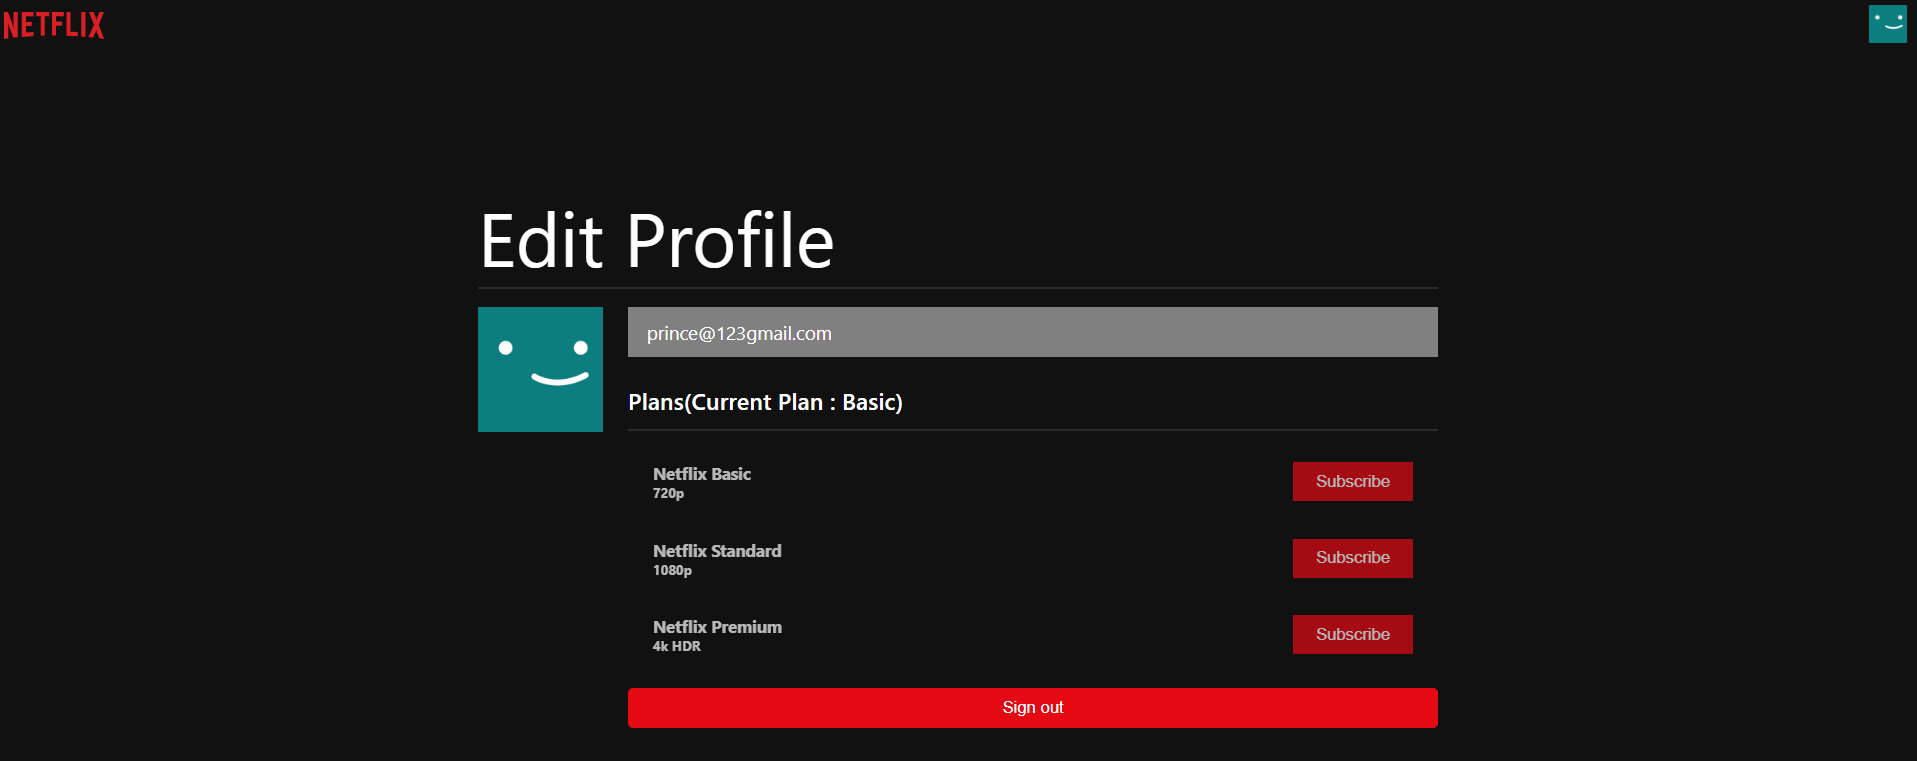 NETFLIX
Edit Profile
prince@123gmail.com
Plans(Current Plan : Basic)
Netflix Basic
720p
Subscribe
Netflix Standard
1080p
Subscribe
Netflix Premium
4k HDR
Subscribe
Sign out